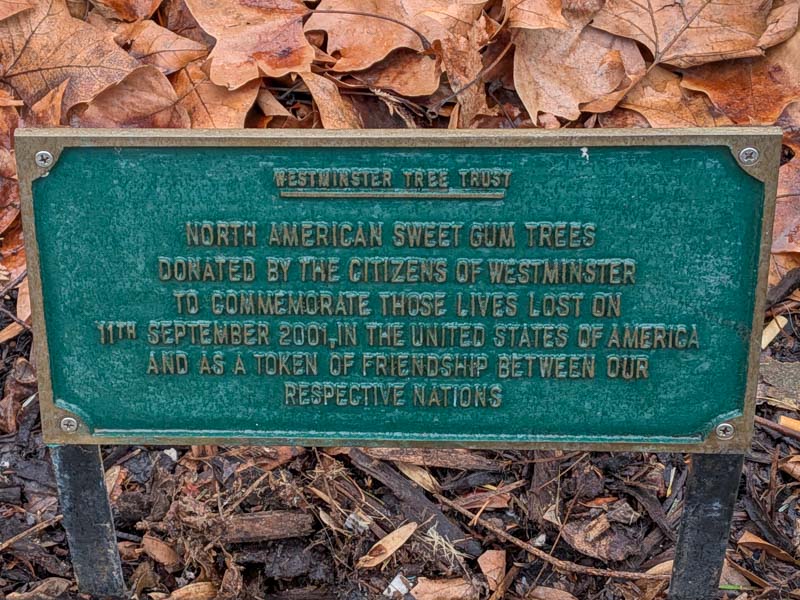 WESTMINSTER TREE TRUST
NORTH AMERICAN SWEET GUM TREES
DONATED BY THE CITIZENS OF WESTMINSTER
TO COMMEMORATE THOSE LIVES LOST ON
11TH SEPTEMBER 2001, IN THE UNITED STATES OF AMERICA
AND AS A TOKEN OF FRIENDSHIP BETWEEN OUR
RESPECTIVE NATIONS